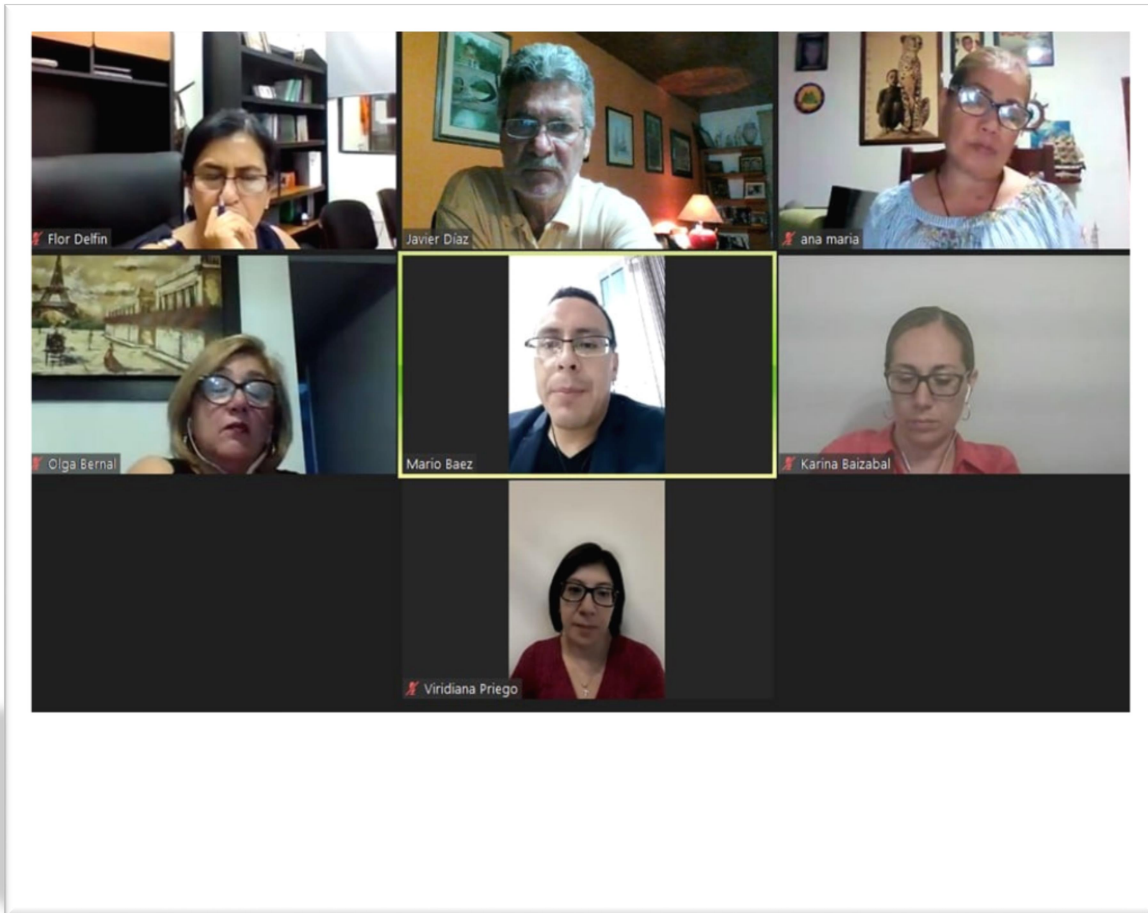 Flor Delfin
Javier Díaz
ana maria
Olga Bernal
Mario Baez
Karina Baizabal
Viridiana Priego